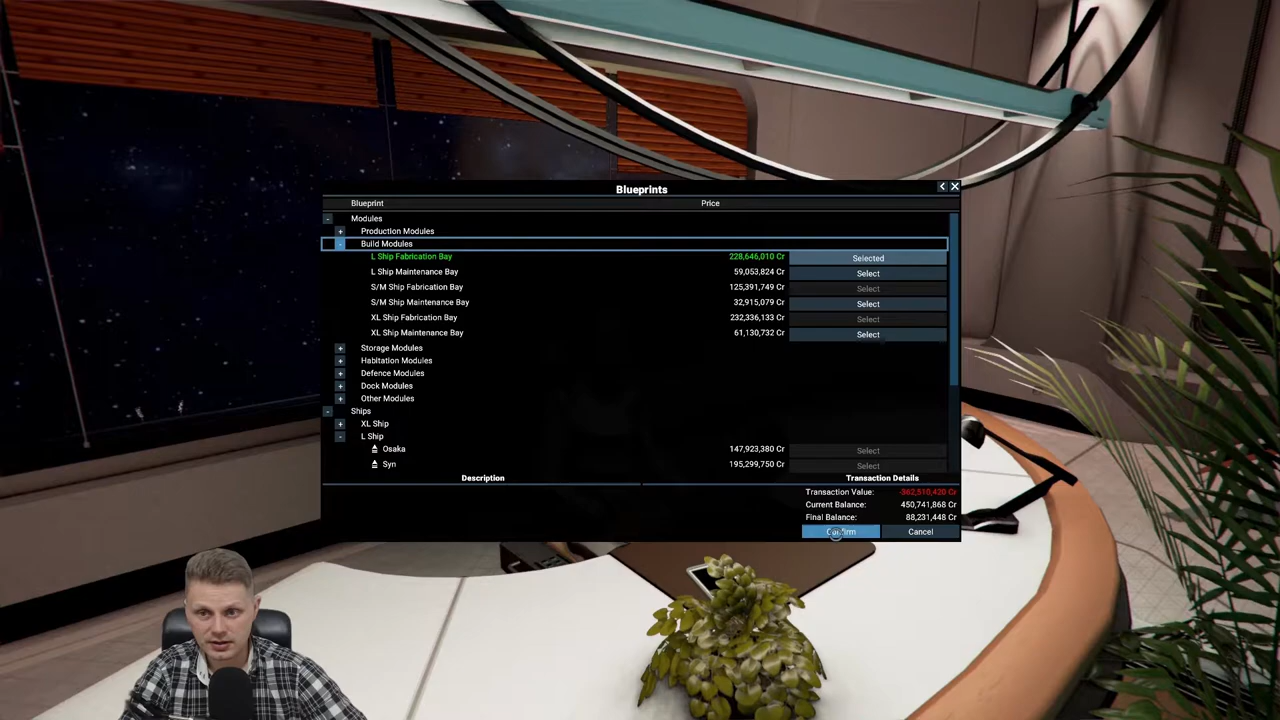 Blueprints
Blueprint Price
Modules
Production Modules
Build Modules
L Ship Fabrication Bay 228,646,010 Cr Selected
L Ship Maintenance Bay 59,053,824 Cr Select
S/M Ship Fabrication Bay 125,391,749 Cr Select
S/M Ship Maintenance Bay 32,915,079 Cr Select
XL Ship Fabrication Bay 232,336,133 Cr Select
XL Ship Maintenance Bay 61,130,732 Cr Select
Storage Modules
Habitation Modules
Defence Modules
Dock Modules
Other Modules
Ships
XL Ship
L Ship
Osaka 147,923,380 Cr Select
Syn 195,299,750 Cr Select
Description Transaction Details
Transaction Value: -362,510,420 Cr
Current Balance: 450,741,868 Cr
Final Balance: 88,231,448 Cr
Confirm Cancel